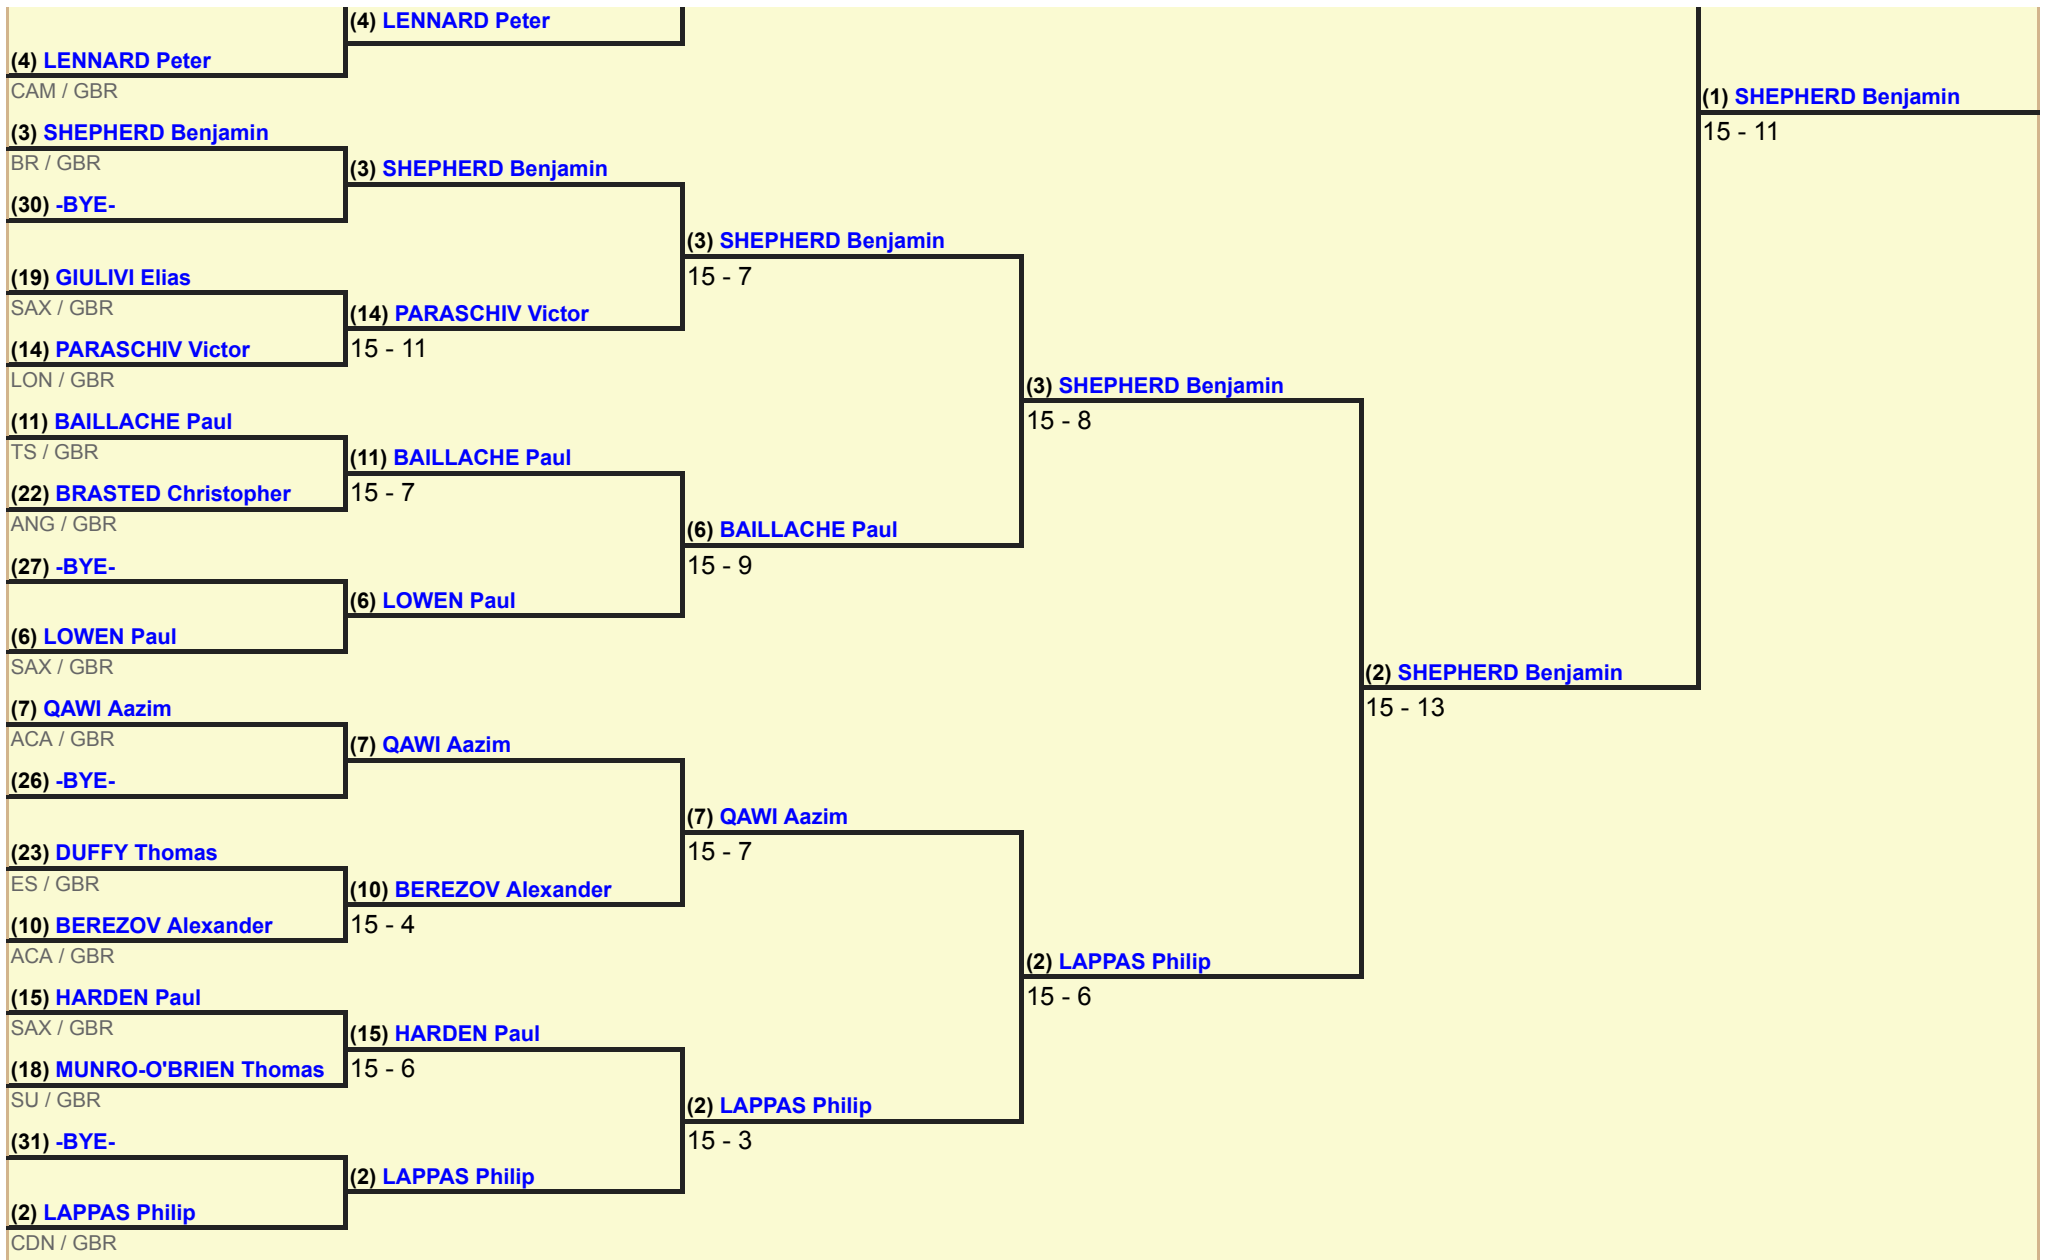 (4) LENNARD Peter
(4) LENNARD Peter
CAM / GBR
(3) SHEPHERD Benjamin
BR / GBR
(30) -BYE-
(19) GIULIVI Elias
SAX / GBR
(14) PARASCHIV Victor
LON / GBR
(11) BAILLACHE Paul
TS / GBR
(22) BRASTED Christopher
ANG / GBR
(27) -BYE-
(6) LOWEN Paul
SAX / GBR
(7) QAWI Aazim
ACA / GBR
(26) -BYE-
(23) DUFFY Thomas
ES / GBR
(10) BEREZOV Alexander
ACA / GBR
(15) HARDEN Paul
SAX / GBR
(18) MUNRO-O'BRIEN Thomas
SU / GBR
(31) -BYE-
(2) LAPPAS Philip
CDN / GBR
(3) SHEPHERD Benjamin
(14) PARASCHIV Victor
15 - 11
(11) BAILLACHE Paul
15 - 7
(6) LOWEN Paul
(7) QAWI Aazim
(10) BEREZOV Alexander
15 - 4
(15) HARDEN Paul
15 - 6
(2) LAPPAS Philip
(3) SHEPHERD Benjamin
15 - 7
(6) BAILLACHE Paul
15 - 9
(7) QAWI Aazim
15 - 7
(2) LAPPAS Philip
15 - 3
(3) SHEPHERD Benjamin
15 - 8
(2) LAPPAS Philip
15 - 6
(2) SHEPHERD Benjamin
15 - 13
(1) SHEPHERD Benjamin
15 - 11